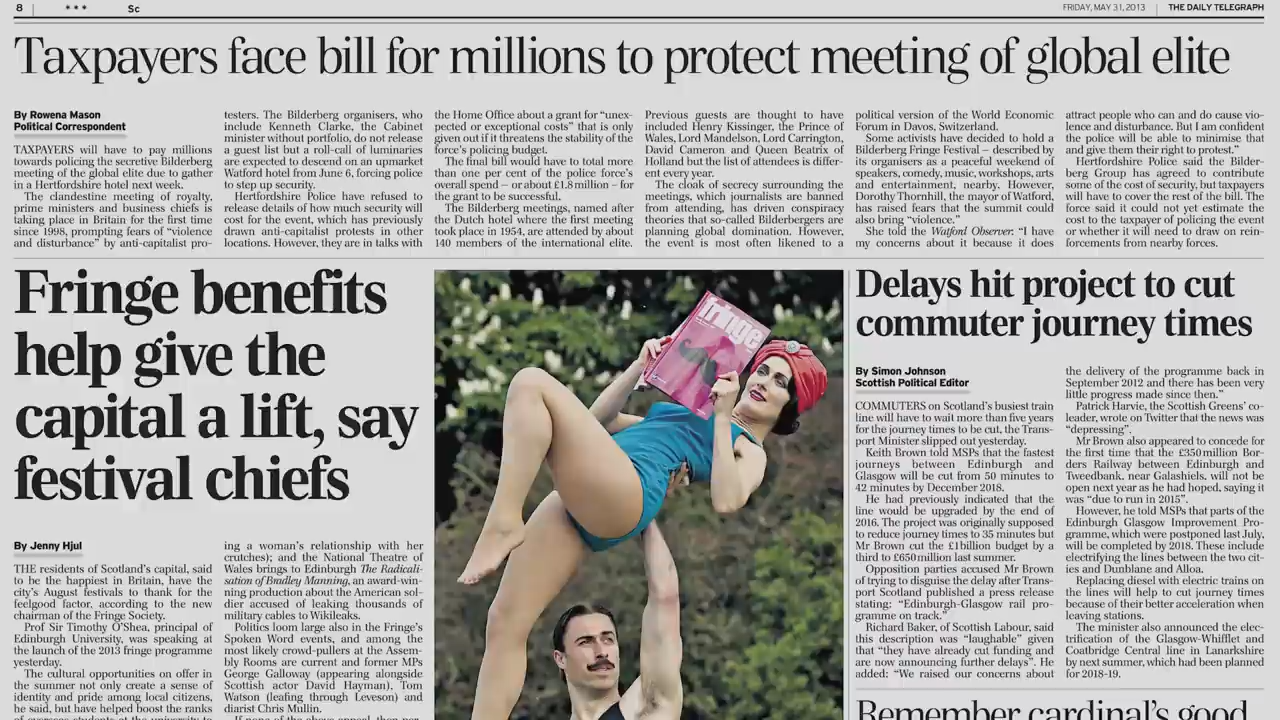 8
***
Sc
FRIDAY, MAY 31, 2013
THE DAILY TELEGRAPH
Taxpayers face bill for millions to protect meeting of global elite
By Rowena Mason
Political Correspondent
TAXPAYERS will have to pay millions
towards policing the secretive Bilderberg
meeting of the global elite due to gather
in a Hertfordshire hotel next week.
The clandestine meeting of royalty,
prime ministers and business chiefs is
taking place in Britain for the first time
since 1998, prompting fears of "violence
and disturbance" by anti-capitalist pro-
testers. The Bilderberg organisers, who
include Kenneth Clarke, the Cabinet
minister without portfolio, do not release
a guest list but a roll-call of luminaries
are expected to descend on an upmarket
Watford hotel from June 6, forcing police
to step up security.
Hertfordshire Police have refused to
release details of how much security will
cost for the event, which has previously
drawn anti-capitalist protests in other
locations. However, they are in talks with
the Home Office about a grant for "unex-
pected or exceptional costs" that is only
given out if it threatens the stability of the
force's policing budget.
The final bill would have to total more
than one per cent of the police force's
overall spend – or about £1.8 million – for
the grant to be successful.
The Bilderberg meetings, named after
the Dutch hotel where the first meeting
took place in 1954, are attended by about
140 members of the international elite.
Previous guests are thought to have
included Henry Kissinger, the Prince of
Wales, Lord Mandelson, Lord Carrington,
David Cameron and Queen Beatrix of
Holland but the list of attendees is differ-
ent every year.
The cloak of secrecy surrounding the
meetings, which journalists are banned
from attending, has driven conspiracy
theories that so-called Bilderbergers are
planning global domination. However,
the event is most often likened to a
political version of the World Economic
Forum in Davos, Switzerland.
Some activists have decided to hold a
Bilderberg Fringe Festival – described by
its organisers as a peaceful weekend of
speakers, comedy, music, workshops, arts
and entertainment, nearby. However,
Dorothy Thornhill, the mayor of Watford,
has raised fears that the summit could
also bring "violence."
She told the Watford Observer: "I have
my concerns about it because it does
attract people who can and do cause vio-
lence and disturbance. But I am confident
the police will be able to minimise that
and give them their right to protest."
Hertfordshire Police said the Bilder-
berg Group has agreed to contribute
some of the cost of security, but taxpayers
will have to cover the rest of the bill. The
force said it could not yet estimate the
cost to the taxpayer of policing the event
or whether it will need to draw on rein-
forcements from nearby forces.
Fringe benefits
help give the
capital a lift, say
festival chiefs
By Jenny Hjul
THE residents of Scotland's capital, said
to be the happiest in Britain, have the
city's August festivals to thank for the
feelgood factor, according to the new
chairman of the Fringe Society.
Prof Sir Timothy O'Shea, principal of
Edinburgh University, was speaking at
the launch of the 2013 fringe programme
yesterday.
The cultural opportunities on offer in
the summer not only create a sense of
identity and pride among local citizens,
he said, but have helped boost the ranks
of overseas students at the university to
ing a woman's relationship with her
crutches); and the National Theatre of
Wales brings to Edinburgh The Radicali-
sation of Bradley Manning, an award-win-
ning production about the American sol-
dier accused of leaking thousands of
military cables to Wikileaks.
Politics loom large also in the Fringe's
Spoken Word events, and among the
most likely crowd-pullers at the Assem-
bly Rooms are current and former MPs
George Galloway (appearing alongside
Scottish actor David Hayman), Tom
Watson (leafing through Leveson) and
diarist Chris Mullin.
If none of the above appeal, then per-
fringe
Delays hit project to cut
commuter journey times
By Simon Johnson
Scottish Political Editor
COMMUTERS on Scotland's busiest train
line will have to wait more than five years
for the journey times to be cut, the Trans-
port Minister slipped out yesterday.
Keith Brown told MSPs that the fastest
journeys between Edinburgh and
Glasgow will be cut from 50 minutes to
42 minutes by December 2018.
He had previously indicated that the
line would be upgraded by the end of
2016. The project was originally supposed
to reduce journey times to 35 minutes but
Mr Brown cut the £1 billion budget by a
third to £650 million last summer.
Opposition parties accused Mr Brown
of trying to disguise the delay after Trans-
port Scotland published a press release
stating: "Edinburgh-Glasgow rail pro-
gramme on track."
Richard Baker, of Scottish Labour, said
this description was "laughable" given
that "they have already cut funding and
are now announcing further delays". He
added: "We raised our concerns about
the delivery of the programme back in
September 2012 and there has been very
little progress made since then."
Patrick Harvie, the Scottish Greens' co-
leader, wrote on Twitter that the news was
"depressing".
Mr Brown also appeared to concede for
the first time that the £350 million Bor-
ders Railway between Edinburgh and
Tweedbank, near Galashiels, will not be
open next year as he had hoped, saying it
was "due to run in 2015".
However, he told MSPs that parts of the
Edinburgh Glasgow Improvement Pro-
gramme, which were postponed last July,
will be completed by 2018. These include
electrifying the lines between the two cit-
ies and Dunblane and Alloa.
Replacing diesel with electric trains on
the lines will help to cut journey times
because of their better acceleration when
leaving stations.
The minister also announced the elec-
trification of the Glasgow-Whifflet and
Coatbridge Central line in Lanarkshire
by next summer, which had been planned
for 2018-19.
Remember cardinal's good